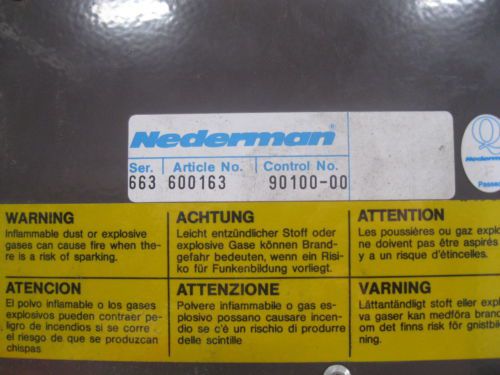 Nederman
Ser. Article No. Control No.
663 600163 90100-00
Q
Nederman
WARNING
Inflammable dust or explosive
gases can cause fire when the-
re is a risk of sparking.
ACHTUNG
Leicht entzündlicher Stoff oder
explosive Gase können Brand-
gefahr bedeuten, wenn ein Risi-
ko für Funkenbildung vorliegt.
ATTENTION
Les poussières ou gaz explo
ne doivent pas être aspirés
y a un risque d'étincelles.
ATENCION
El polvo inflamable o los gases
explosivos pueden contraer pe-
ligro de incendios si se corre
el riesgo de que se produzcan
chispas
ATTENZIONE
Polvere infiammabile o gas es-
plosivo possano causare incen-
dio se c'è un rischio di produrre
delle scintille
VARNING
Lättantändligt stoff eller expl
va gaser kan medföra bran
om det finns risk för gnistbil
ning.